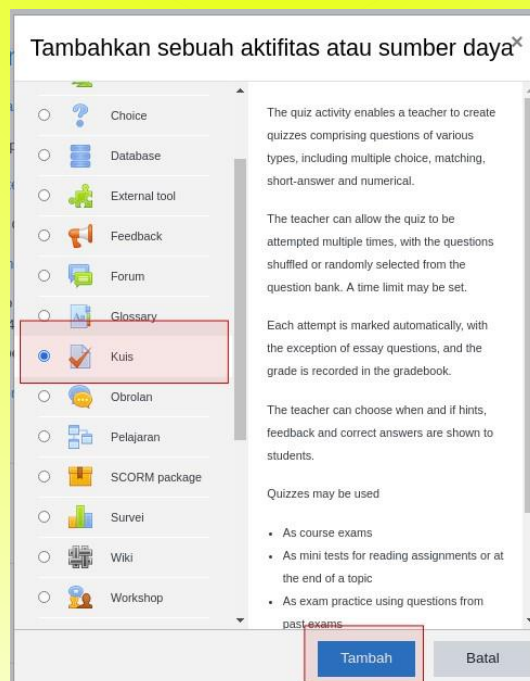 Tambahkan sebuah aktifitas atau sumber daya×
Choice
Database
External tool
Feedback
Forum
Glossary
Kuis
Obrolan
Pelajaran
SCORM package
Survei
Wiki
Workshop
The quiz activity enables a teacher to create
quizzes comprising questions of various
types, including multiple choice, matching,
short-answer and numerical.
The teacher can allow the quiz to be
attempted multiple times, with the questions
shuffled or randomly selected from the
question bank. A time limit may be set.
Each attempt is marked automatically, with
the exception of essay questions, and the
grade is recorded in the gradebook.
The teacher can choose when and if hints,
feedback and correct answers are shown to
students.
Quizzes may be used
• As course exams
• As mini tests for reading assignments or at
the end of a topic
• As exam practice using questions from
past exams
Tambah
Batal